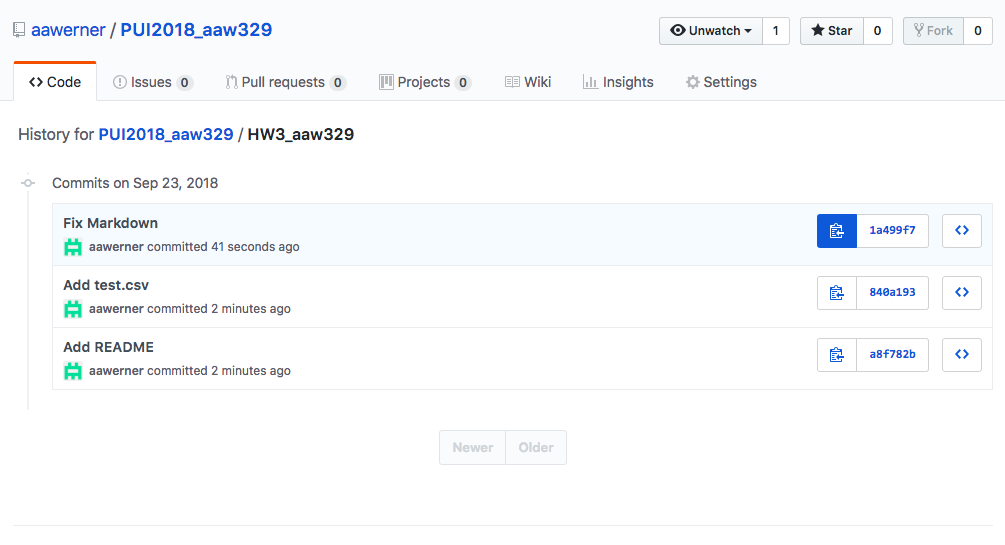 aawerner / PUI2018_aaw329
Unwatch 1 Star 0 Fork 0
Code Issues 0 Pull requests 0 Projects 0 Wiki Insights Settings
History for PUI2018_aaw329 / HW3_aaw329
Commits on Sep 23, 2018
Fix Markdown
aawerner committed 41 seconds ago
1a499f7
Add test.csv
aawerner committed 2 minutes ago
840a193
Add README
aawerner committed 2 minutes ago
a8f782b
Newer Older